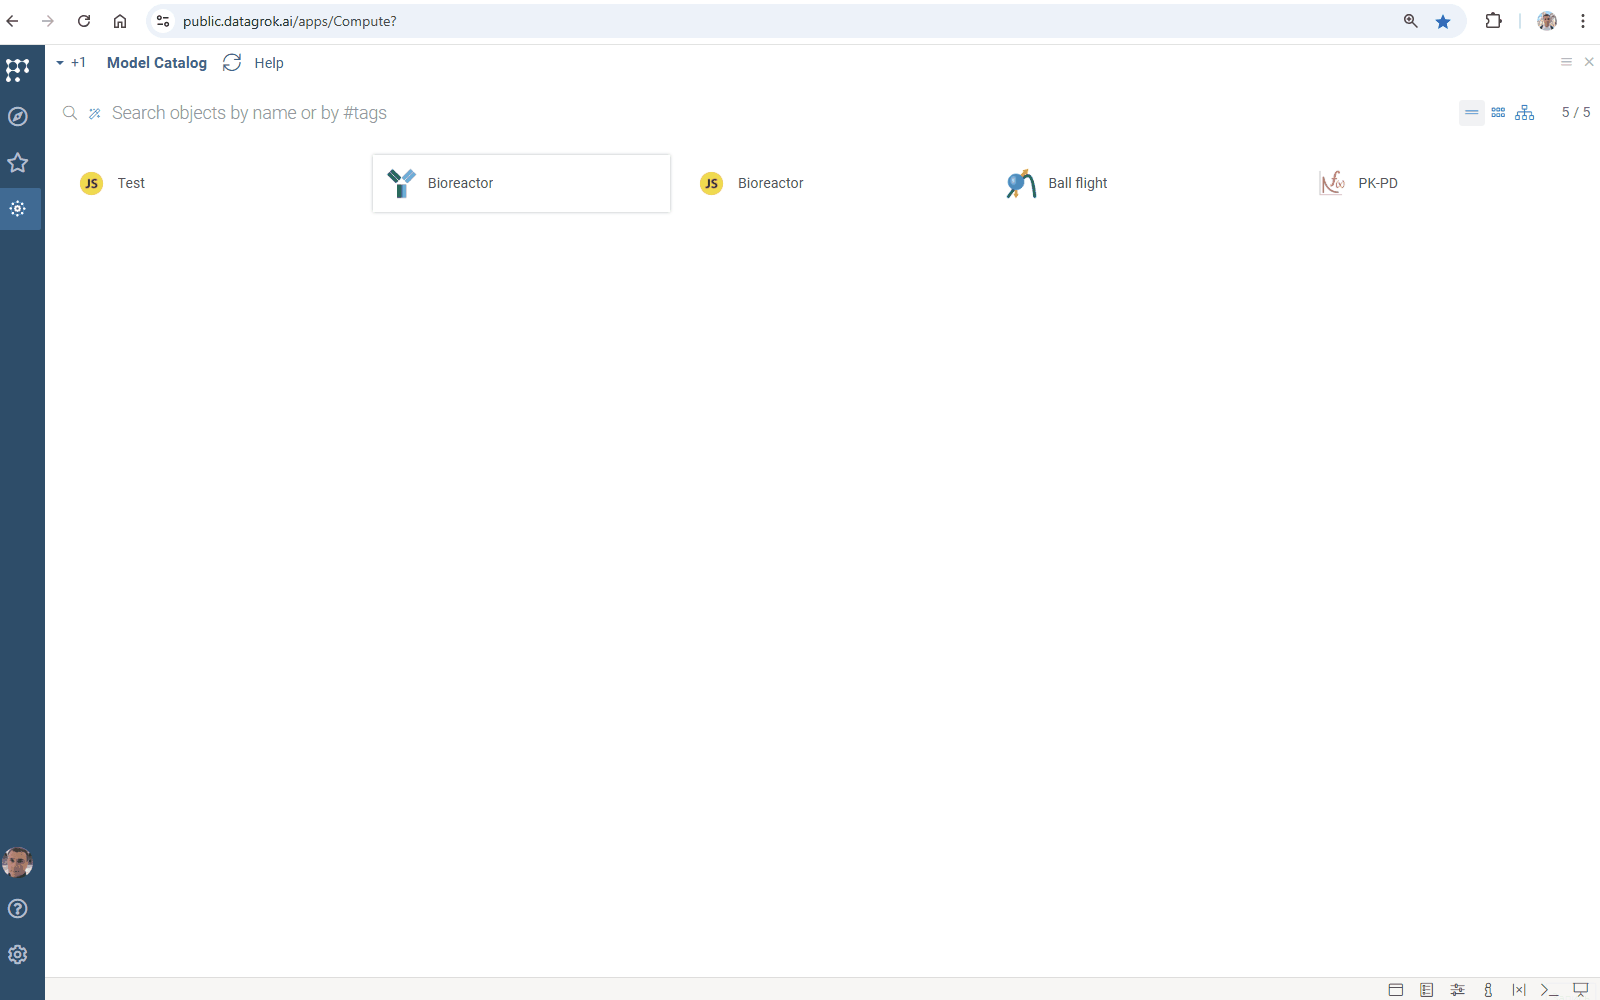 public.datagrok.ai/apps/Compute?
+1 Model Catalog Help
Search objects by name or by #tags
5 / 5
JS Test
Bioreactor
JS Bioreactor
Ball flight
f(x) PK-PD